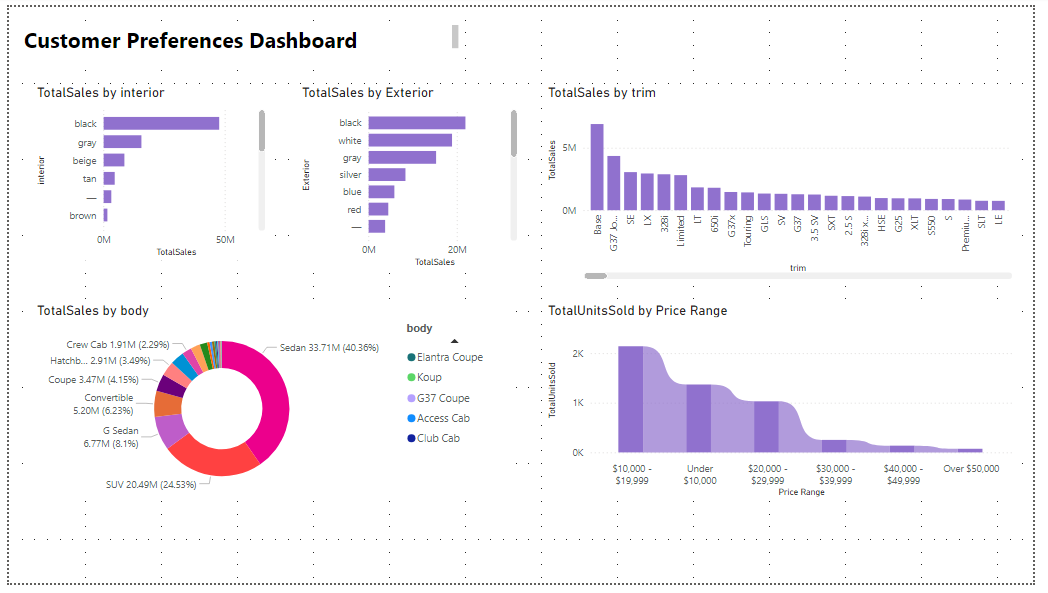 Customer Preferences Dashboard
TotalSales by interior
interior
black
gray
beige
tan
—
brown
0M
50M
TotalSales
TotalSales by Exterior
Exterior
black
white
gray
silver
blue
red
—
0M
20M
TotalSales
TotalSales by trim
TotalSales
5M
0M
Base
G37 Jo...
SE
LX
328i
Limited
LT
650i
G37x
Touring
GLS
SV
G37
3.5 SV
SXT
2.5 S
328i x...
HSE
G25
XLT
S550
S
Premiu...
SLT
LE
trim
TotalSales by body
Crew Cab 1.91M (2.29%)
Hatchb... 2.91M (3.49%)
Coupe 3.47M (4.15%)
Convertible
5.20M (6.23%)
G Sedan
6.77M (8.1%)
SUV 20.49M (24.53%)
Sedan 33.71M (40.36%)
body
Elantra Coupe
Koup
G37 Coupe
Access Cab
Club Cab
TotalUnitsSold by Price Range
TotalUnitsSold
2K
1K
0K
$10,000 -
$19,999
Under
$10,000
$20,000 -
$29,999
$30,000 -
$39,999
$40,000 -
$49,999
Over $50,000
Price Range